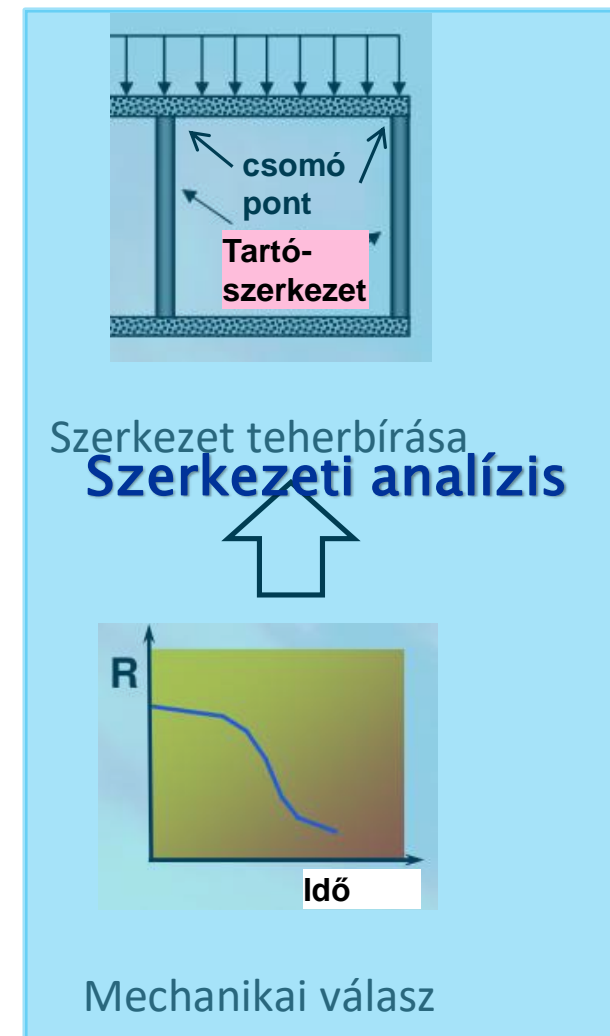 csomó
pont
Tartó-
szerkezet
Szerkezet teherbírása
Szerkezeti analízis
R
Idő
Mechanikai válasz